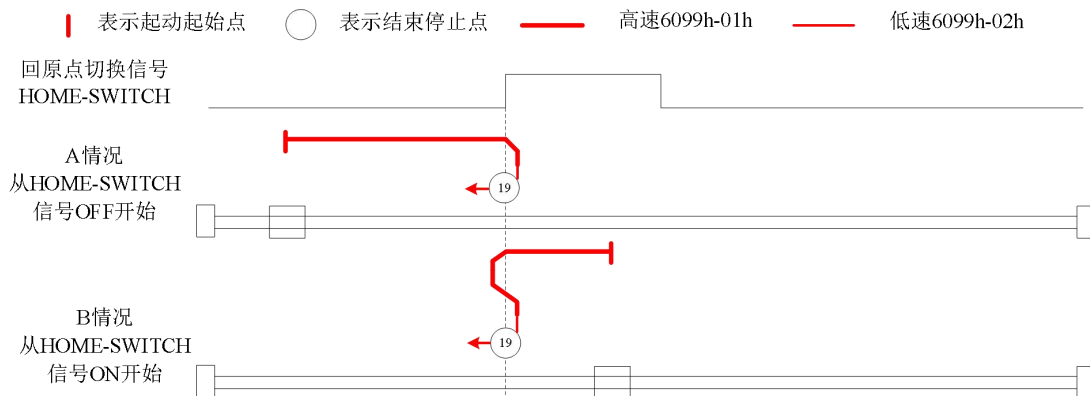 表示起动起始点
表示结束停止点
高速6099h-01h
低速6099h-02h
回原点切换信号
HOME-SWITCH
A情况
从HOME-SWITCH
信号OFF开始
19
B情况
从HOME-SWITCH
信号ON开始
19